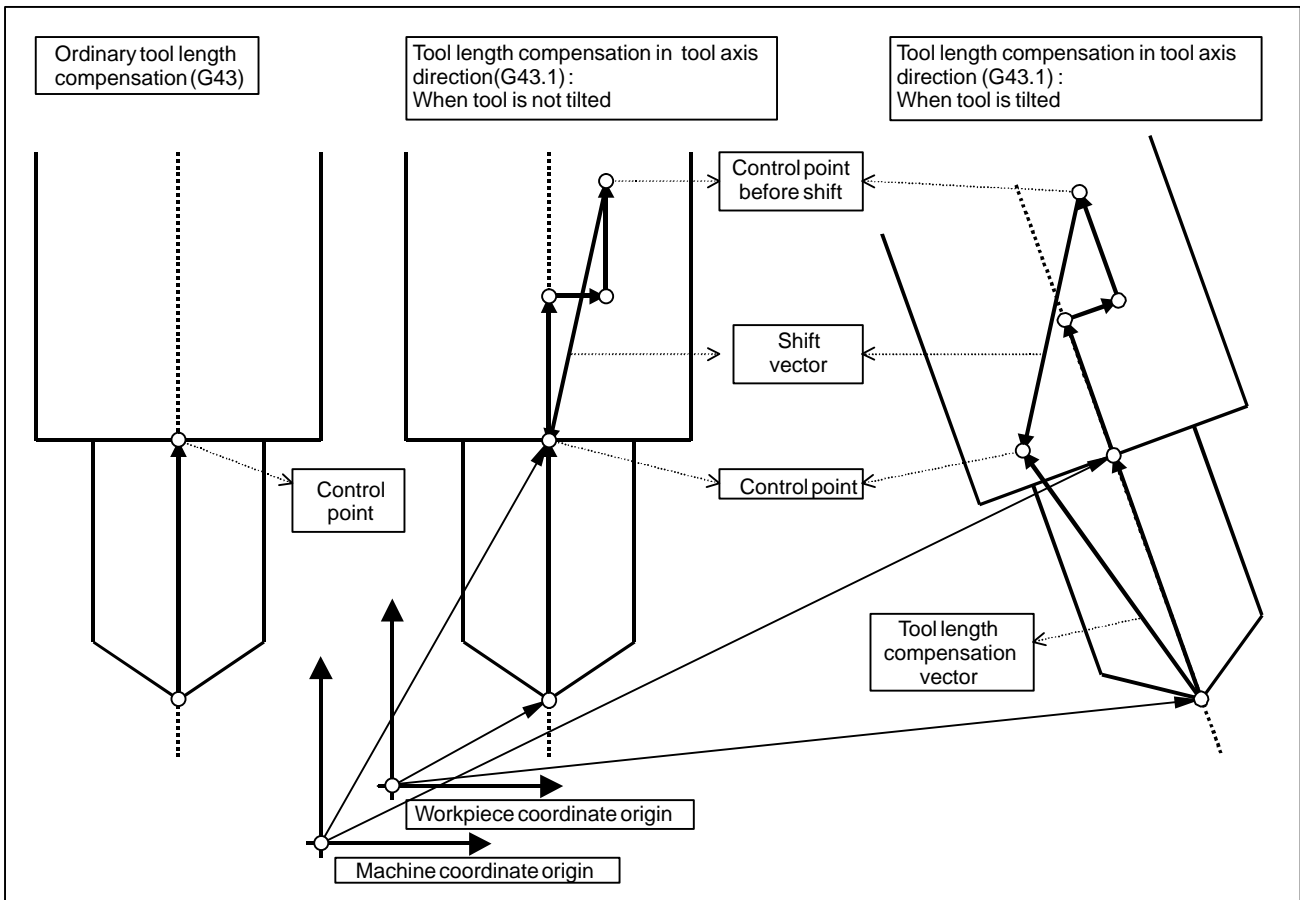 Ordinary tool length
compensation (G43)
Tool length compensation in tool axis
direction(G43.1) :
When tool is not tilted
Tool length compensation in tool axis
direction (G43.1) :
When tool is tilted
Control point
before shift
Shift
vector
Control
point
Control point
Tool length
compensation
vector
Workpiece coordinate origin
Machine coordinate origin